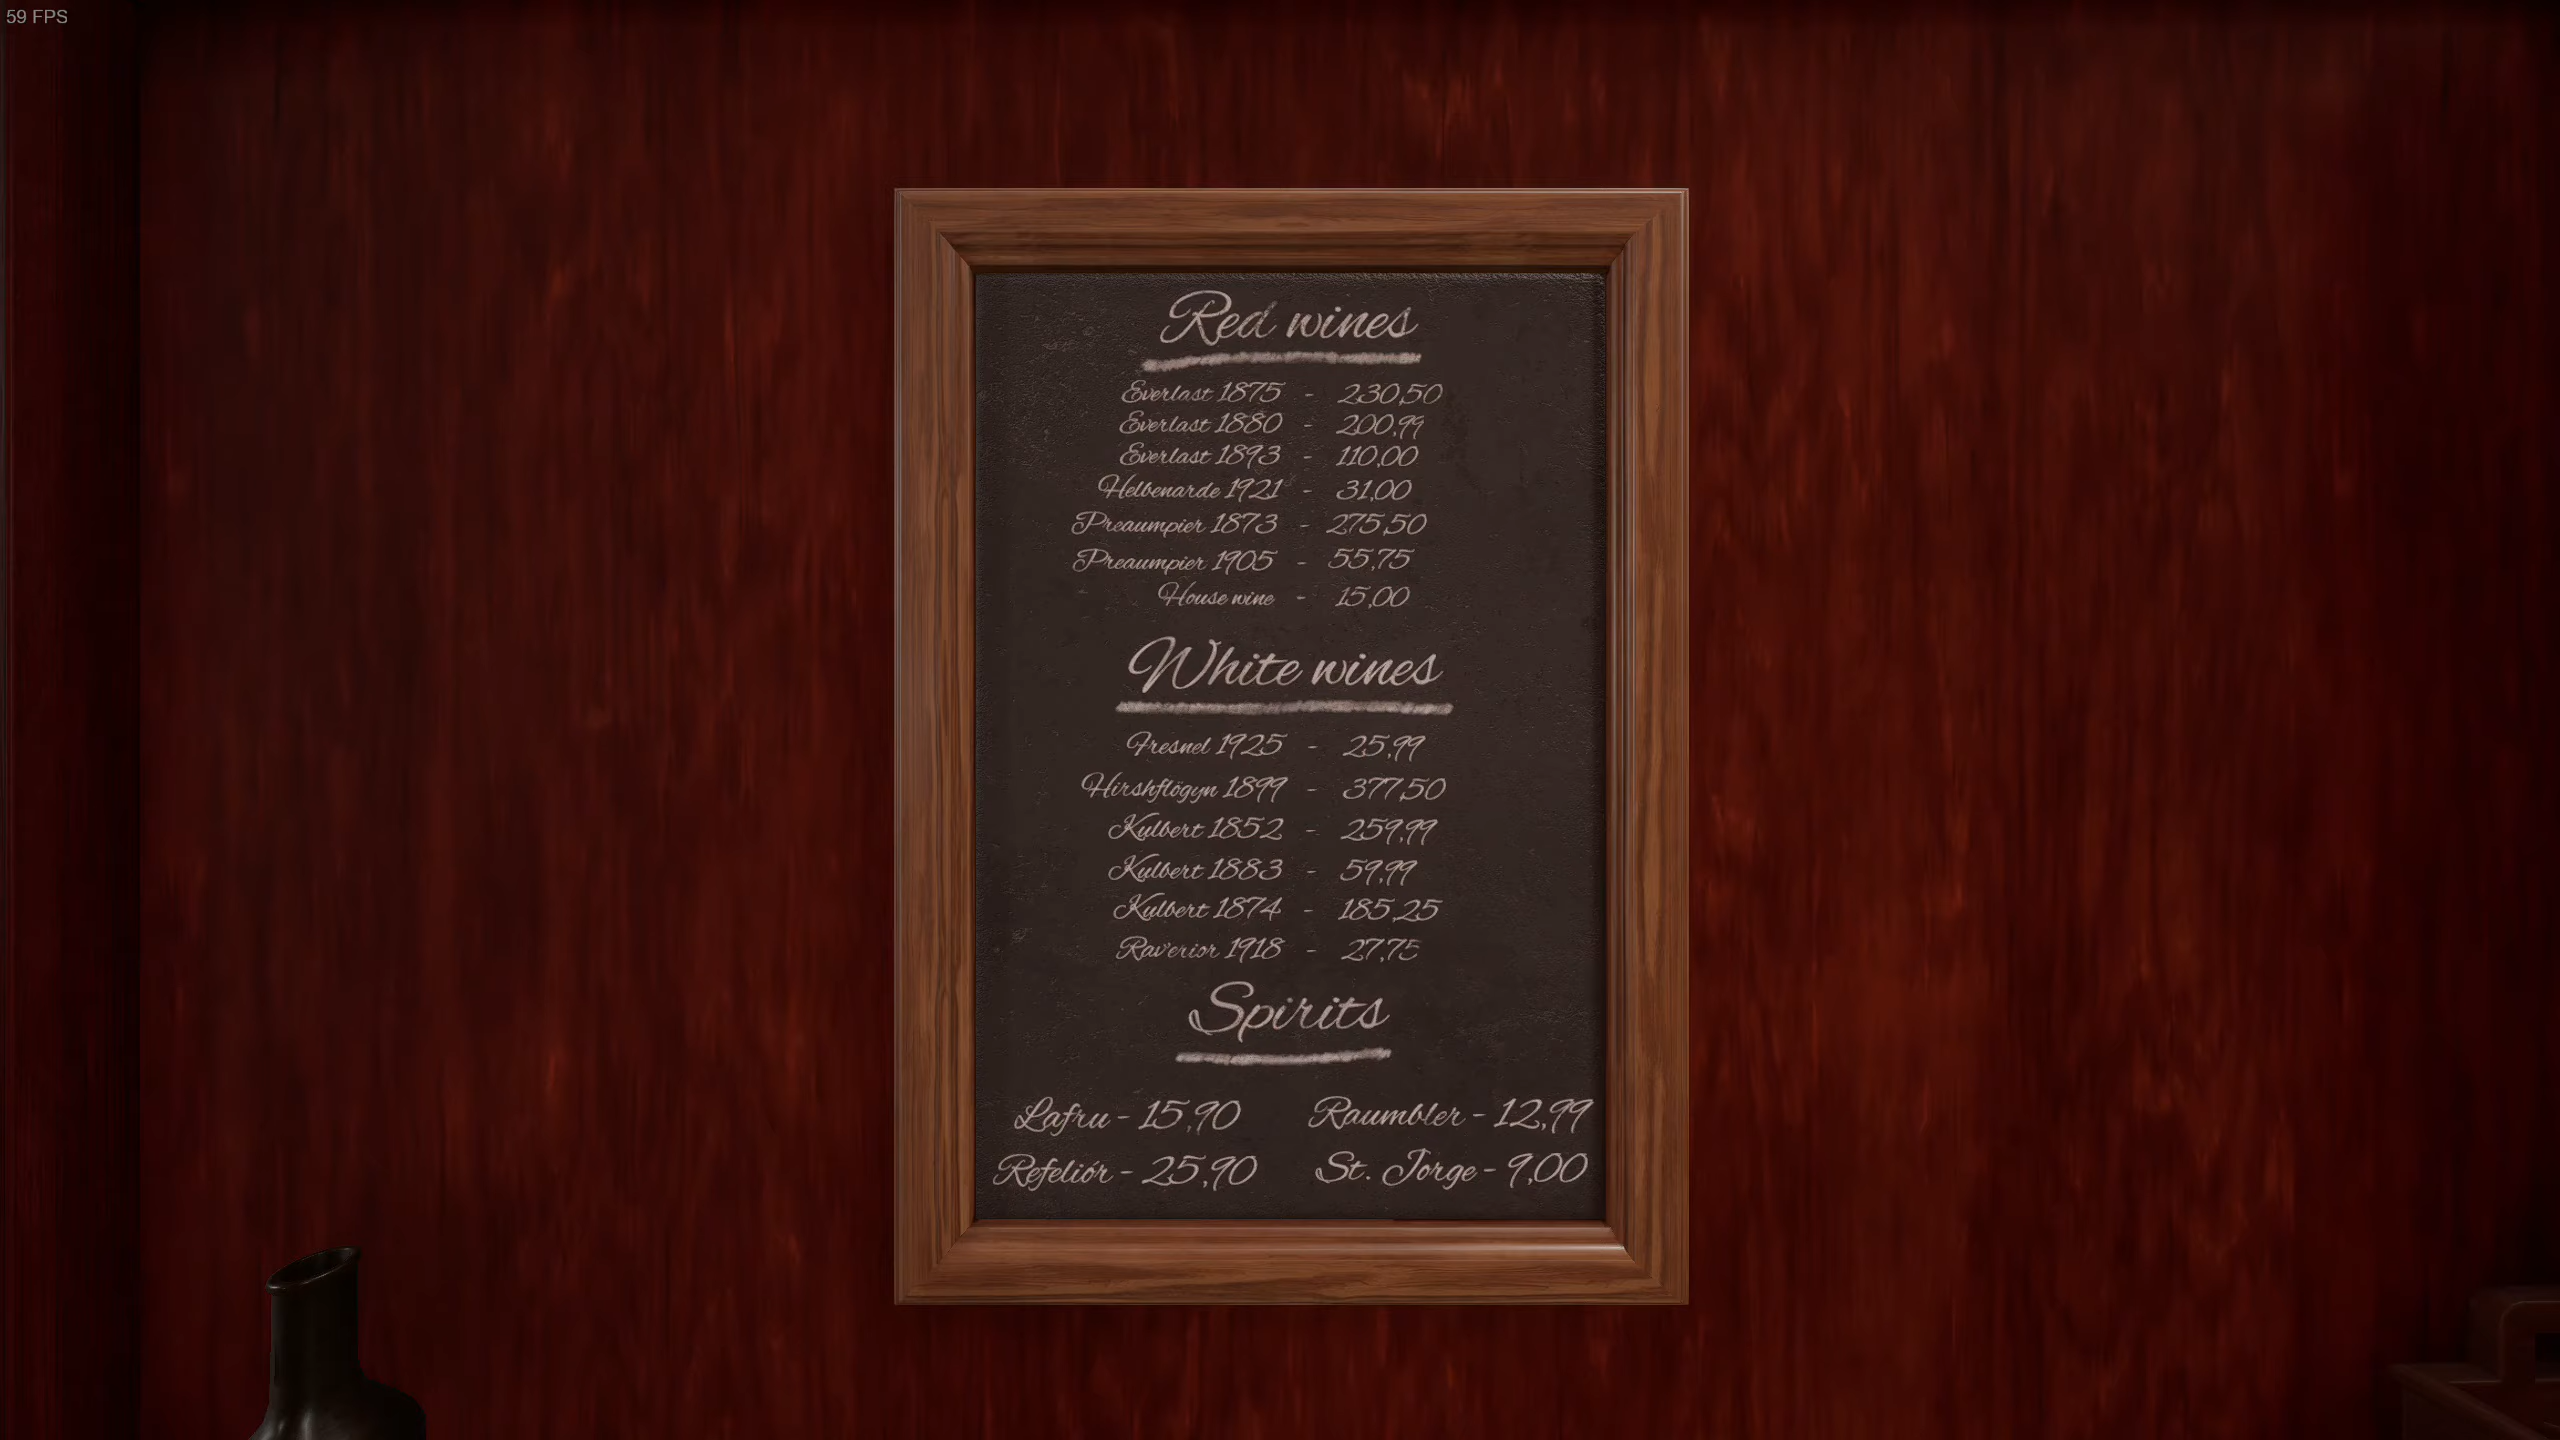 59 FPS
Red wines
Everlast 1875 - 230,50
Everlast 1880 - 200,99
Everlast 1893 - 110,00
Helbenarde 1921 - 31,00
Preaumpier 1873 - 275,50
Preaumpier 1905 - 55,75
House wine - 15,00
White wines
Fresnel 1925 - 25,99
Hirshflögyn 1899 - 377,50
Kulbert 1852 - 259,99
Kulbert 1883 - 59,99
Kulbert 1874 - 185,25
Raverior 1918 - 27,75
Spirits
Lafru - 15,90 Raumbler - 12,99
Refeliór - 25,90 St. Jorge - 9,00